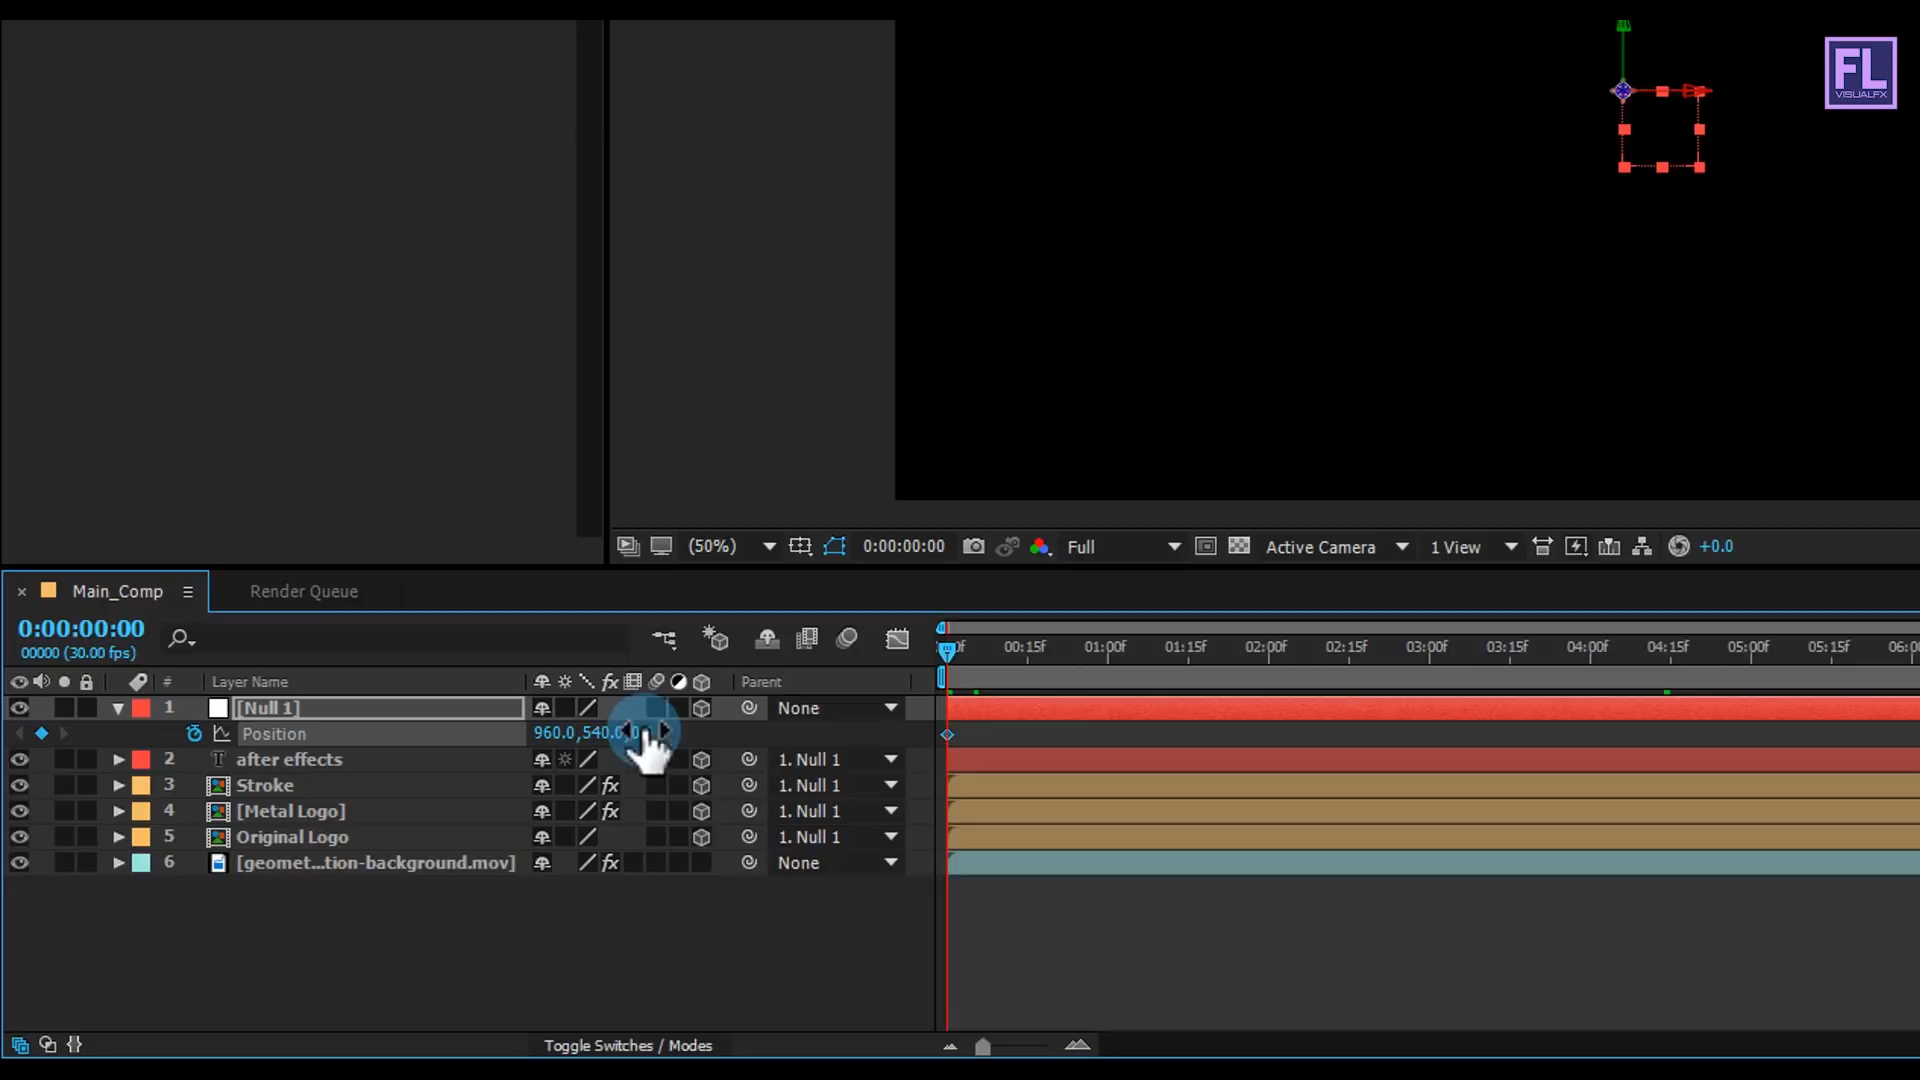 FL
VISUALFX
(50%)
0:00:00:00
Full
Active Camera
1 View
+0.0
Main_Comp
Render Queue
0:00:00:00
00000 (30.00 fps)
00:15f
01:00f
01:15f
02:00f
02:15f
03:00f
03:15f
04:00f
04:15f
05:00f
05:15f
#
Layer Name
fx
Parent
1
[Null 1]
None
Position
960.0,540.0,
2
T
after effects
1. Null 1
3
Stroke
fx
1. Null 1
4
[Metal Logo]
fx
1. Null 1
5
Original Logo
1. Null 1
6
[geomet...tion-background.mov]
fx
None
Toggle Switches / Modes